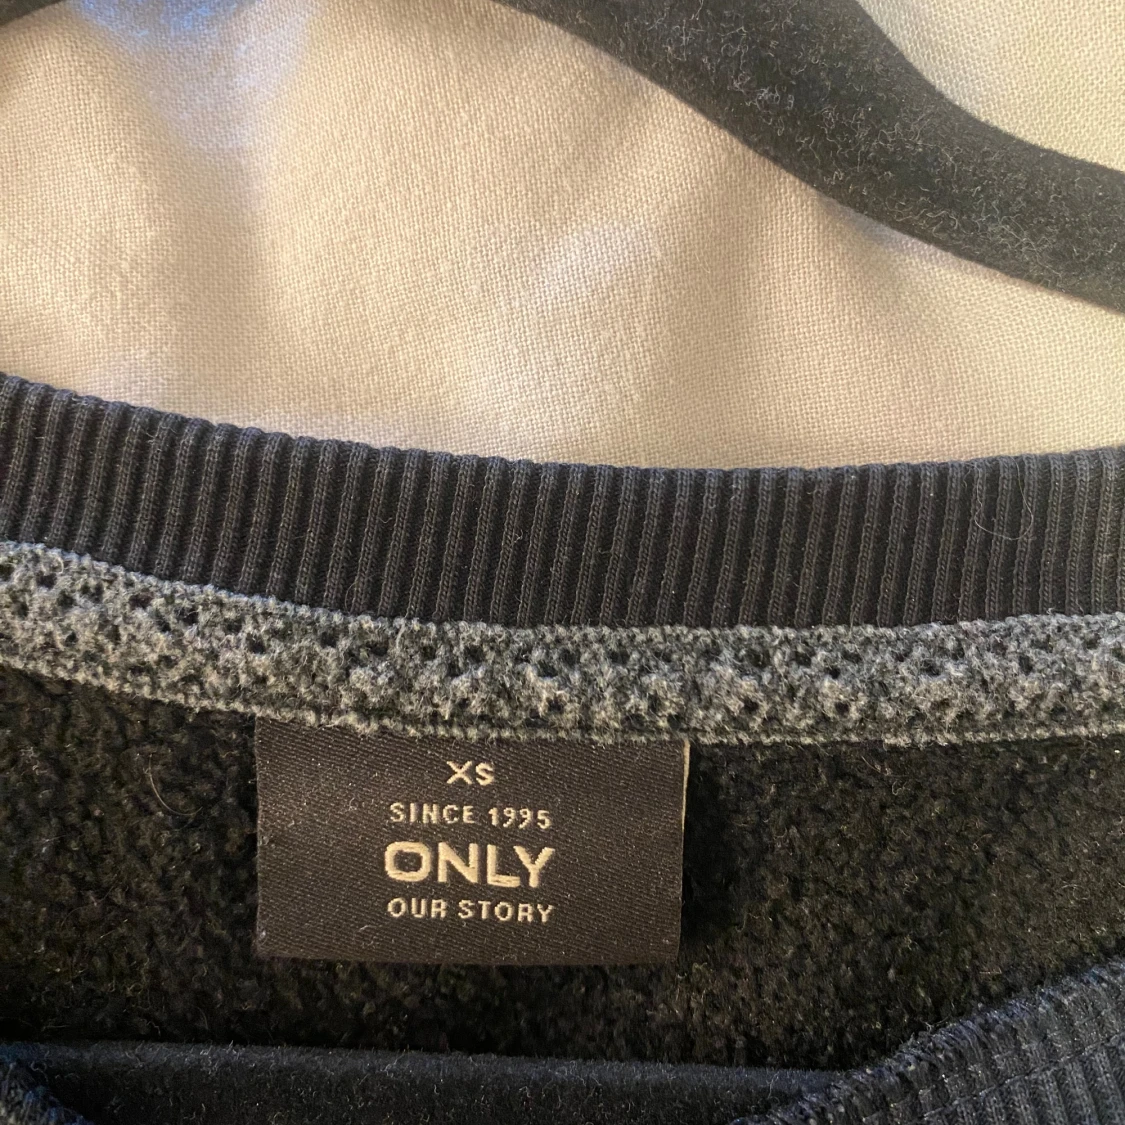 XS
SINCE 1995
ONLY
OUR STORY